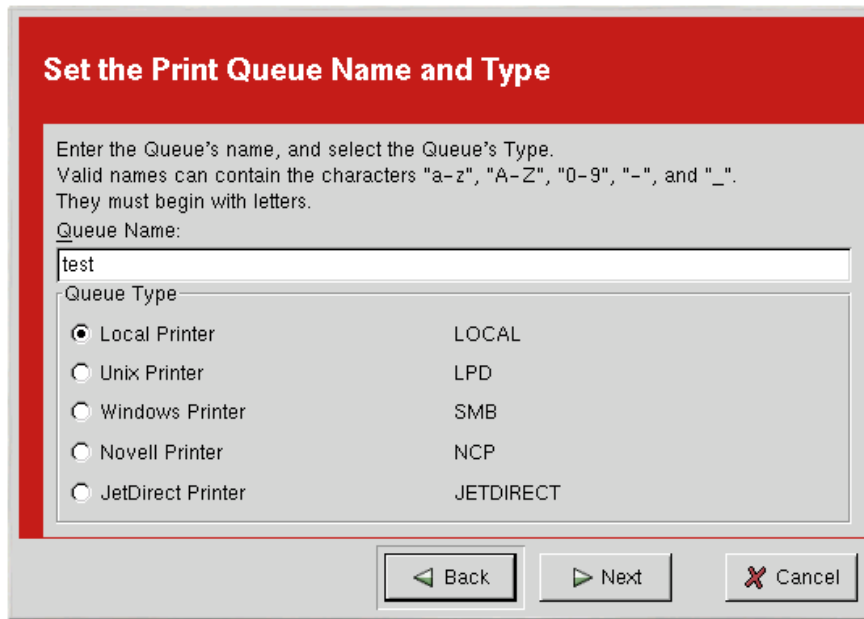 Set the Print Queue Name and Type
Enter the Queue's name, and select the Queue's Type.
Valid names can contain the characters "a-z", "A-Z", "0-9", "-", and "_".
They must begin with letters.
Queue Name:
test
Queue Type
Local Printer LOCAL
Unix Printer LPD
Windows Printer SMB
Novell Printer NCP
JetDirect Printer JETDIRECT
Back Next Cancel